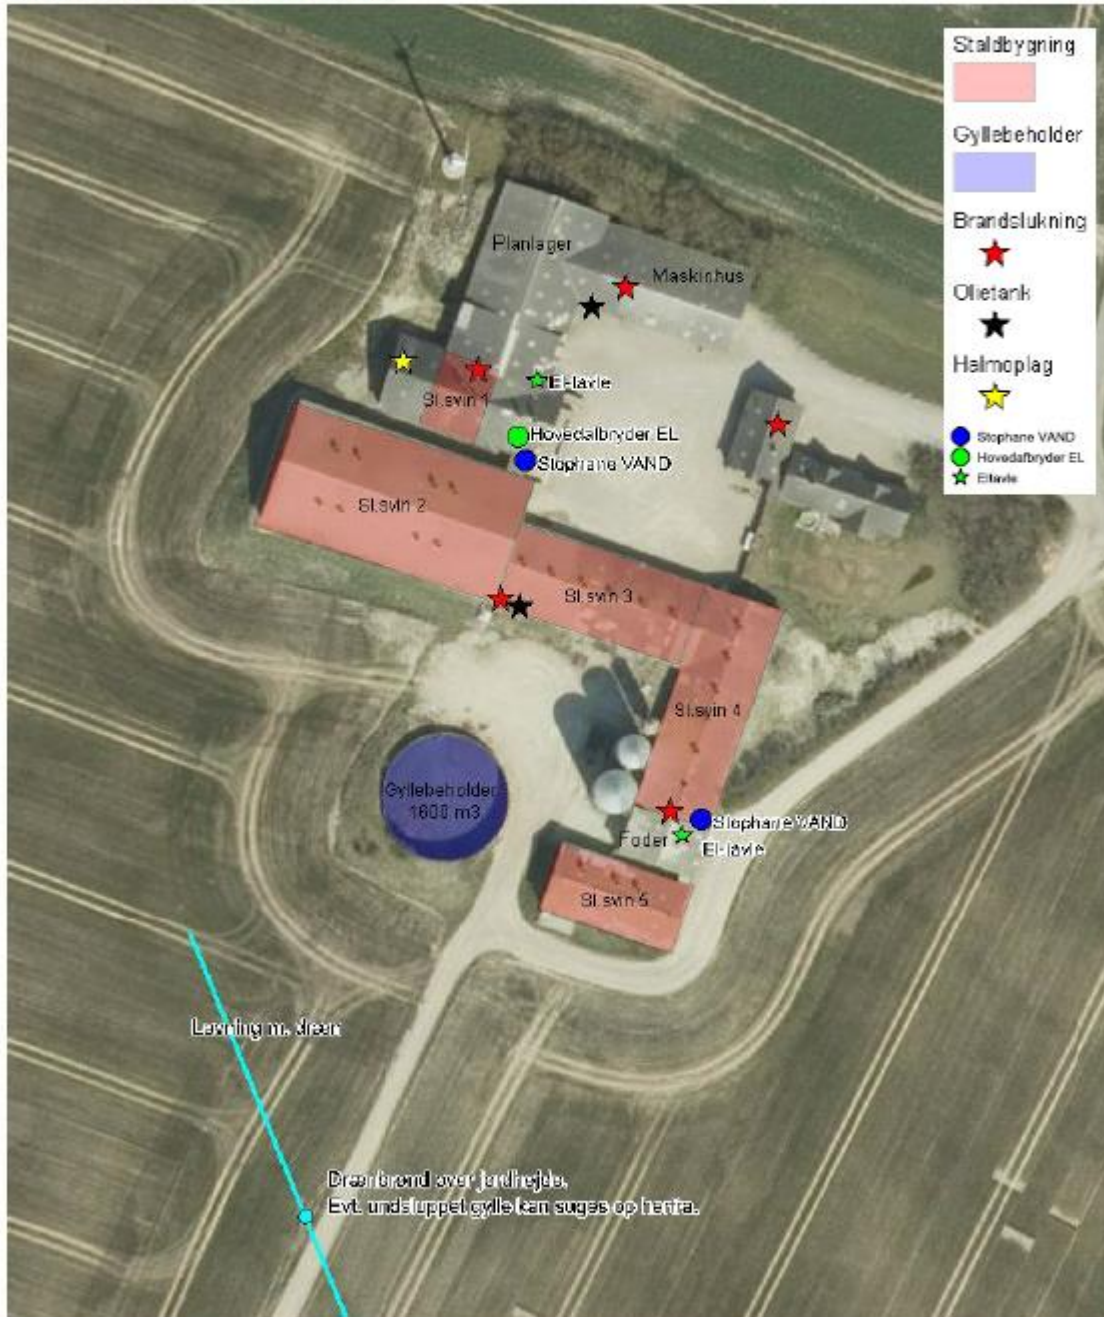 Staldbygning
Gyllebeholder
Brandslukning
Olietank
Halmoplag
Stophane VAND
Hovedafbryder EL
Eltavle
Planlager
Maskinhus
El-tavle
Sl.svin 1
Hovedafbryder EL
Stophane VAND
Sl.svin 2
Sl.svin 3
Sl.svin 4
Gyllebeholder
1600 m3
Stophane VAND
Foder
El-tavle
Sl.svin 5
Lavning m. dræn
Drænbrønd over jordhøjde.
Evt. undsluppet gylle kan suges op herfra.